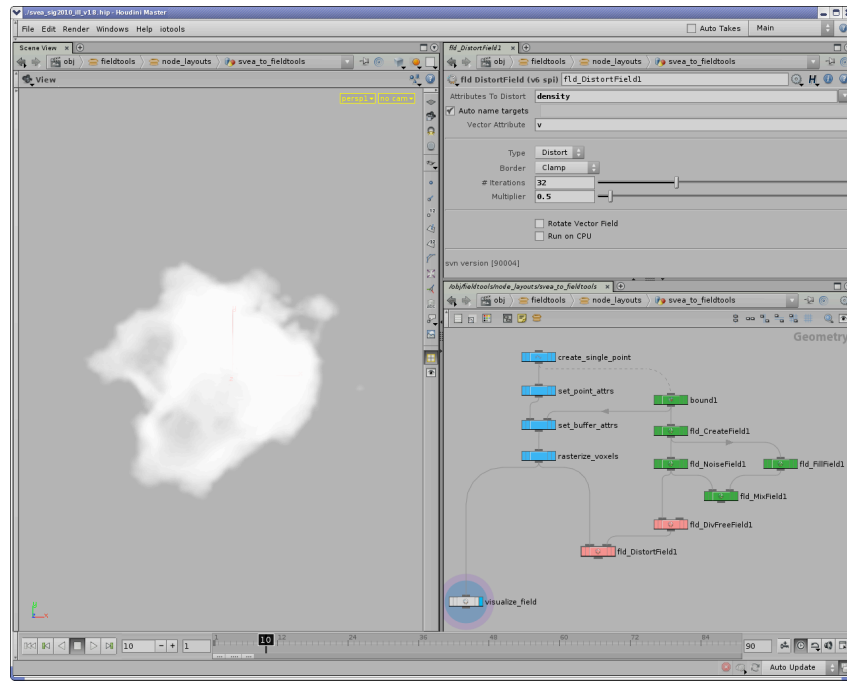 ./svea_sig2010_ill_v1.8.hip - Houdini Master
File Edit Render Windows Help iotools
Auto Takes Main
Scene View
obj fieldtools node_layouts svea_to_fieldtools
View
persp1 no cam
fld_DistortField1
obj fieldtools node_layouts svea_to_fieldtools
fld DistortField (v6 spi) fld_DistortField1
Attributes To Distort density
Auto name targets
Vector Attribute v
Type Distort
Border Clamp
# Iterations 32
Multiplier 0.5
Rotate Vector Field
Run on CPU
svn version [90004]
/obj/fieldtools/node_layouts/svea_to_fieldtools
obj fieldtools node_layouts svea_to_fieldtools
Geometry
create_single_point
set_point_attrs
bound1
set_buffer_attrs
fld_CreateField1
rasterize_voxels
fld_NoiseField1
fld_FillField1
fld_MixField1
fld_DivFreeField1
fld_DistortField1
visualize_field
y
x
10 - + 1
1 10 12 24 36 48 60 72 84
90
Auto Update